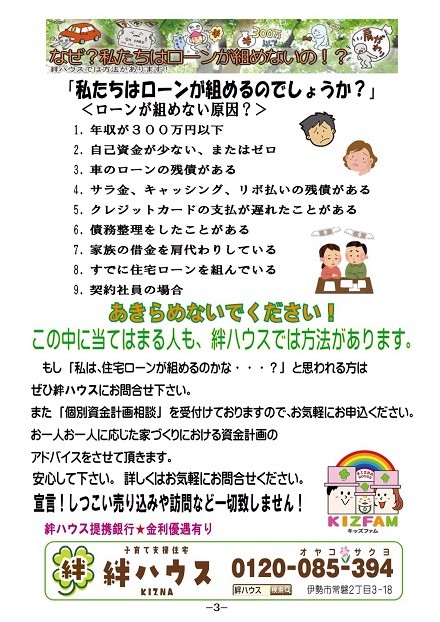 300万
以下
肩がわり
なぜ？私たちはローンが組めないの！？
絆ハウスでは方法があります！
「私たちはローンが組めるのでしょうか？」
＜ローンが組めない原因？＞
1．年収が３００万円以下
2．自己資金が少ない、またはゼロ
3．車のローンの残債がある
4．サラ金、キャッシング、リボ払いの残債がある
5．クレジットカードの支払が遅れたことがある
6．債務整理をしたことがある
7．家族の借金を肩代わりしている
8．すでに住宅ローンを組んでいる
9．契約社員の場合
あきらめないでください！
この中に当てはまる人も、絆ハウスでは方法があります。
もし「私は、住宅ローンが組めるのかな・・・？」と思われる方は
ぜひ絆ハウスにお問合せ下さい。
また「個別資金計画相談」を受付けておりますので、お気軽にお申込ください。
お一人お一人に応じた家づくりにおける資金計画の
アドバイスをさせて頂きます。
安心して下さい。詳しくはお気軽にお問合せください。
宣言！しつこい売り込みや訪問など一切致しません！
絆ハウス提携銀行★金利優遇有り
KIZFAM
キッズファム
絆
子育て支援住宅
絆ハウス
KIZNA
オヤコサクヨ
0120-085-394
絆ハウス 検索
伊勢市常磐2丁目3-18
－3－